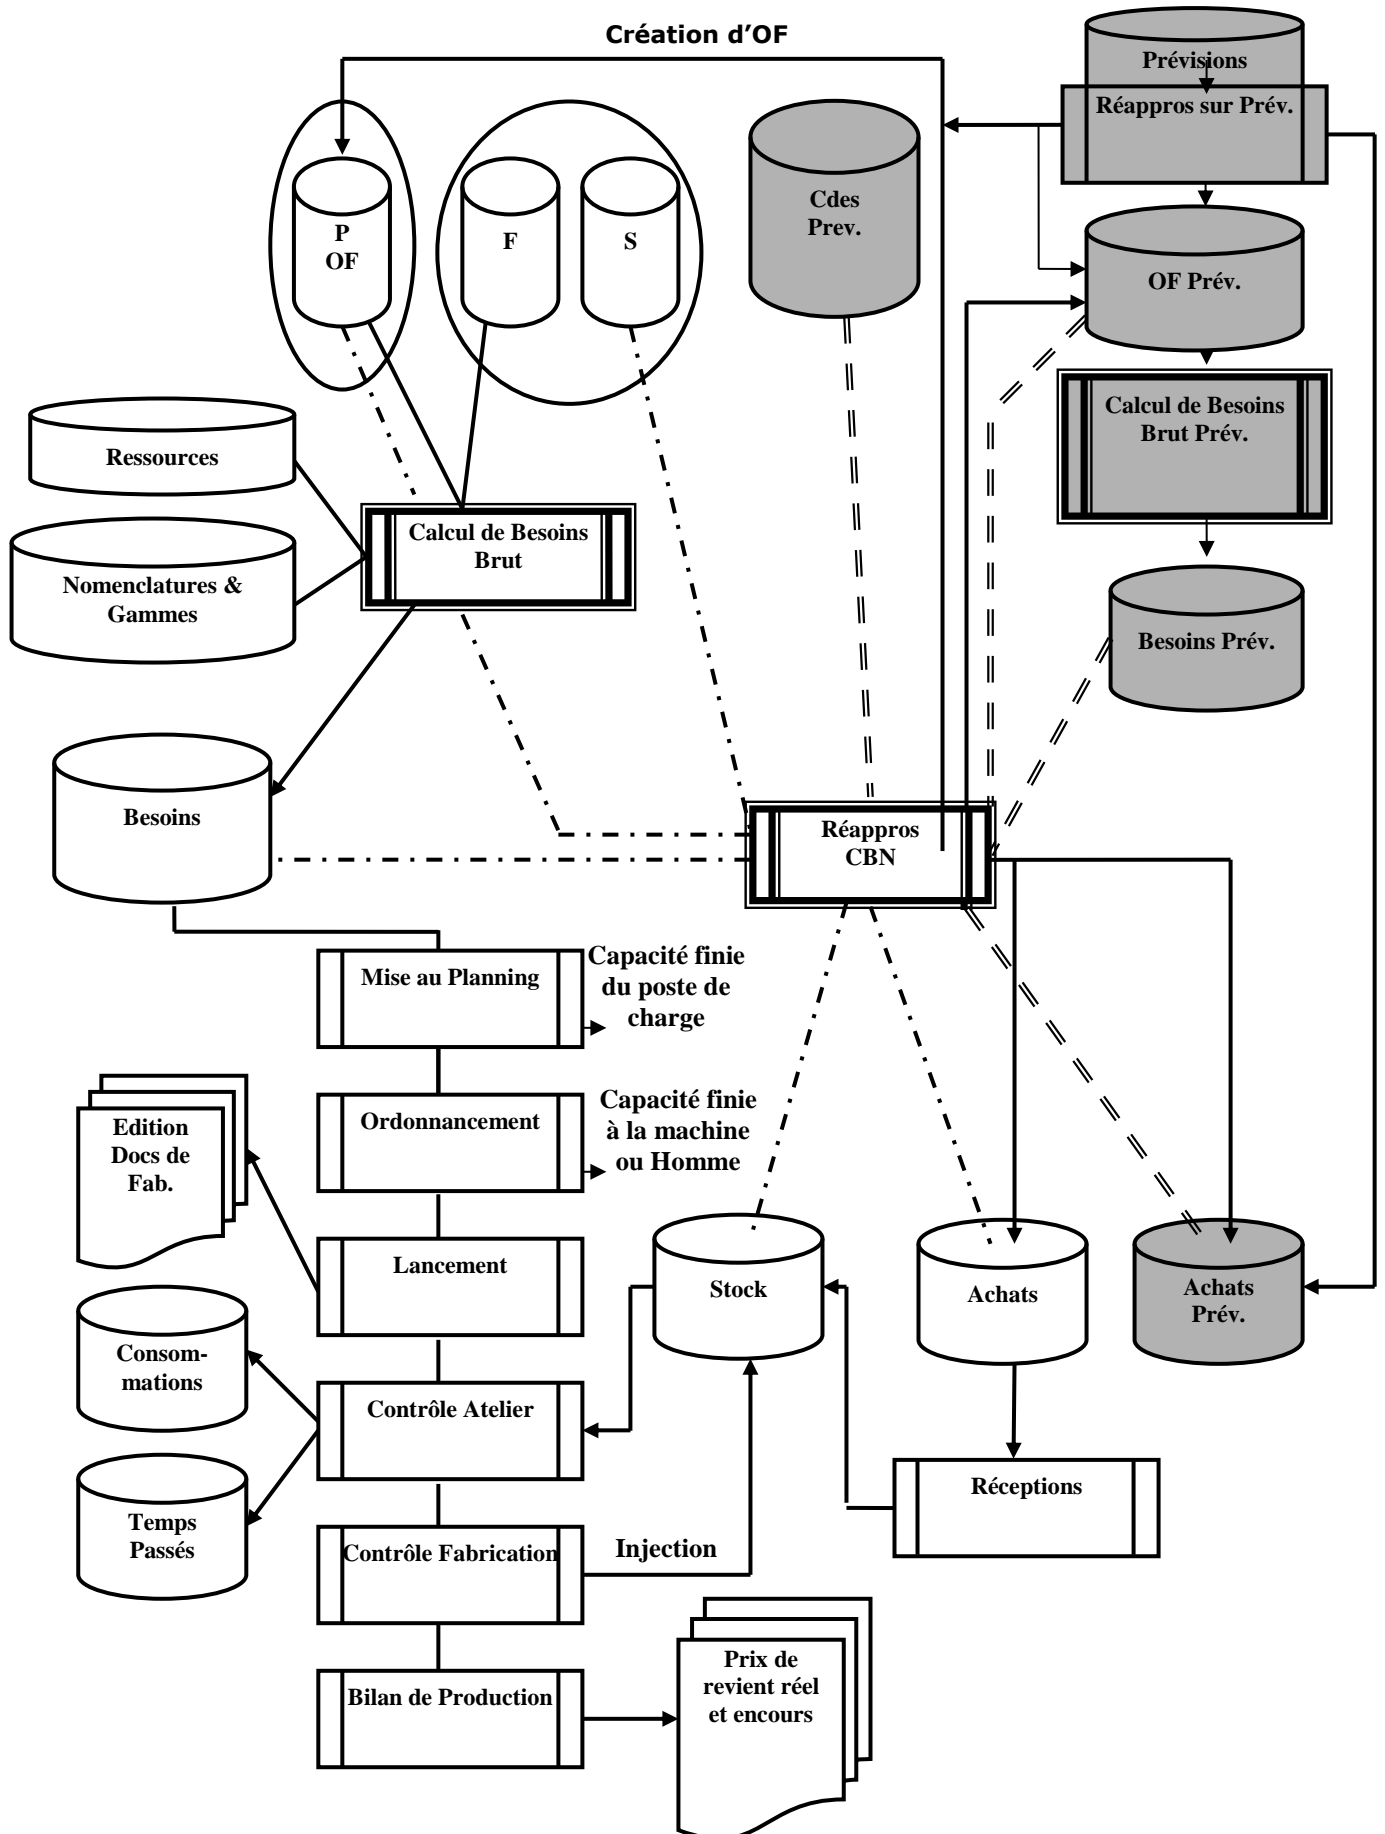 Création d’OF
Prévisions
Réappros sur Prév.
P
OF
F
S
Cdes
Prev.
OF Prév.
Calcul de Besoins
Brut Prév.
Ressources
Calcul de Besoins
Brut
Nomenclatures &
Gammes
Besoins Prév.
Besoins
Réappros
CBN
Mise au Planning
Capacité finie
du poste de
charge
Ordonnancement
Capacité finie
à la machine
ou Homme
Edition
Docs de
Fab.
Lancement
Stock
Achats
Achats
Prév.
Consom-
mations
Contrôle Atelier
Réceptions
Temps
Passés
Contrôle Fabrication
Injection
Bilan de Production
Prix de
revient réel
et encours